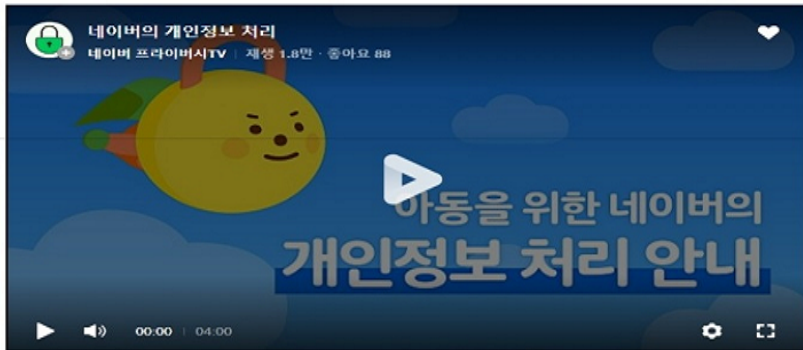 네이버의 개인정보 처리
네이버 프라이버시TV | 재생 1.8만 · 좋아요 88
아동을 위한 네이버의
개인정보 처리 안내
00:00 | 04:00